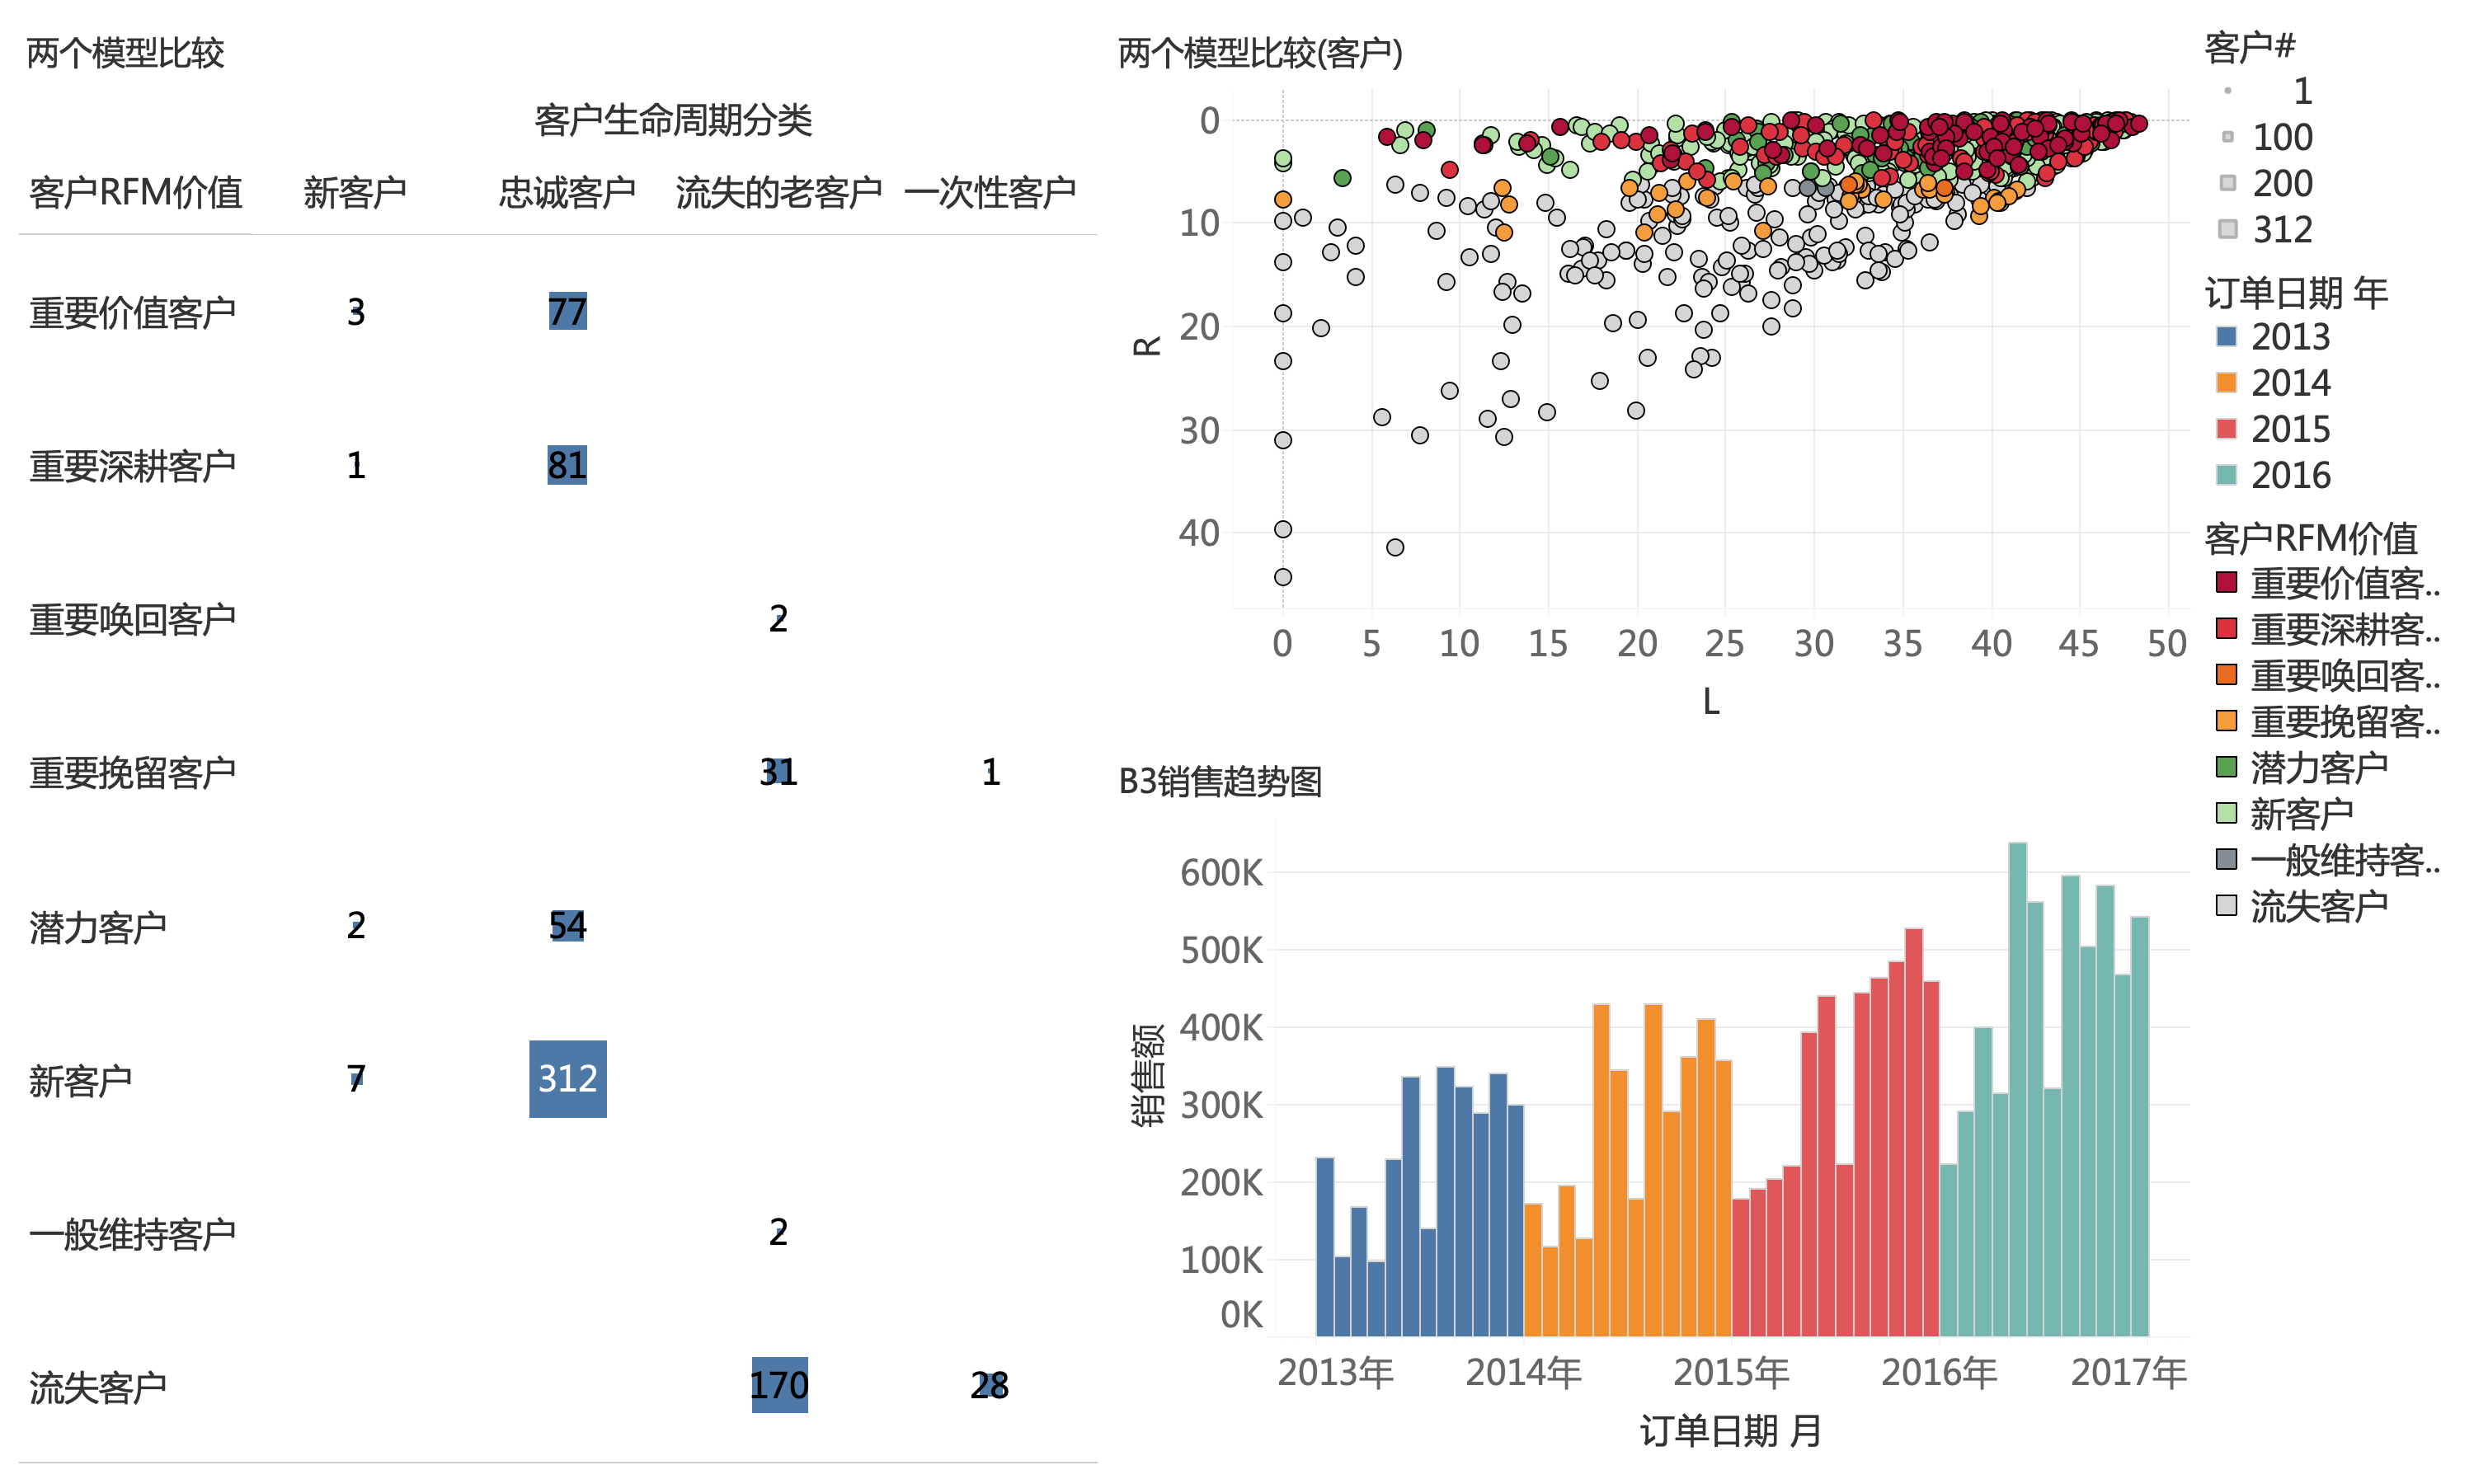 两个模型比较
客户生命周期分类
客户RFM价值 新客户 忠诚客户 流失的老客户 一次性客户
重要价值客户 3 77
重要深耕客户 1 81
重要唤回客户 2
重要挽留客户 31 1
潜力客户 2 54
新客户 7 312
一般维持客户 2
流失客户 170 28
两个模型比较(客户)
R
0
10
20
30
40
0 5 10 15 20 25 30 35 40 45 50
L
B3销售趋势图
销售额
600K
500K
400K
300K
200K
100K
0K
2013年 2014年 2015年 2016年 2017年
订单日期 月
客户#
1
100
200
312
订单日期 年
2013
2014
2015
2016
客户RFM价值
重要价值客..
重要深耕客..
重要唤回客..
重要挽留客..
潜力客户
新客户
一般维持客..
流失客户